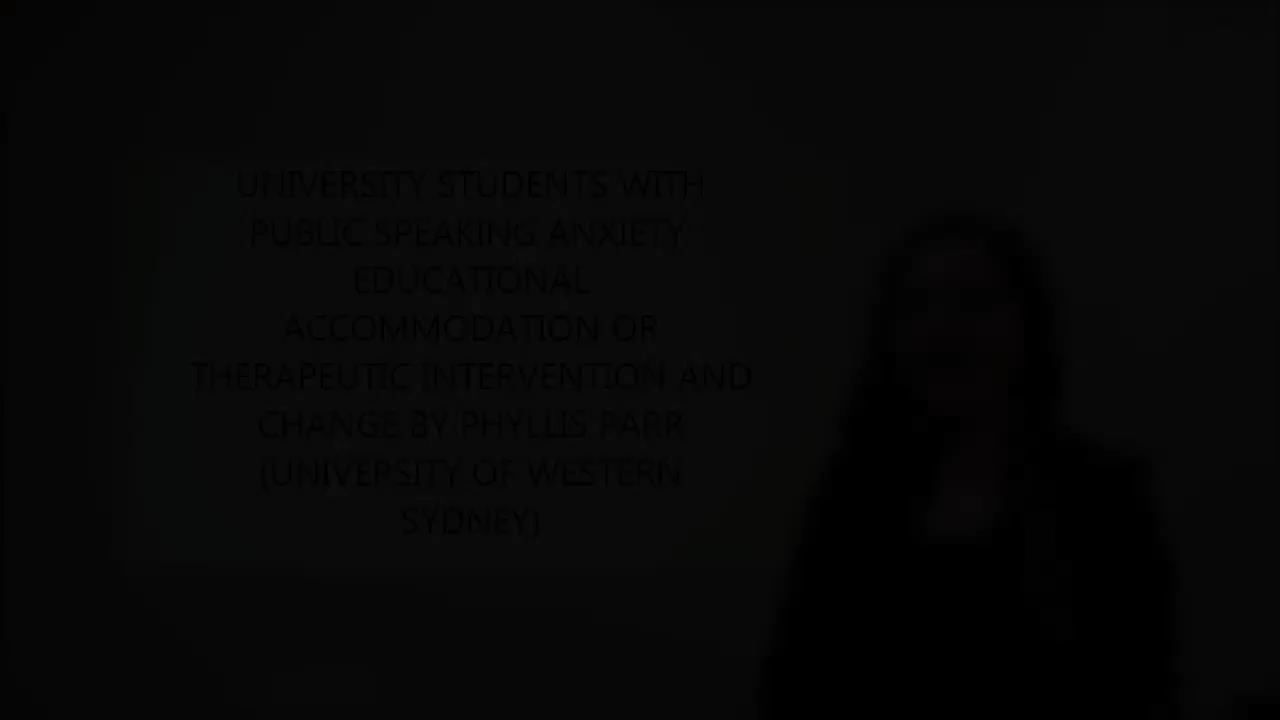 UNIVERSITY STUDENTS WITH
PUBLIC SPEAKING ANXIETY
EDUCATIONAL
ACCOMMODATION OR
THERAPEUTIC INTERVENTION AND
CHANGE BY PHYLLIS PARR
(UNIVERSITY OF WESTERN
SYDNEY)